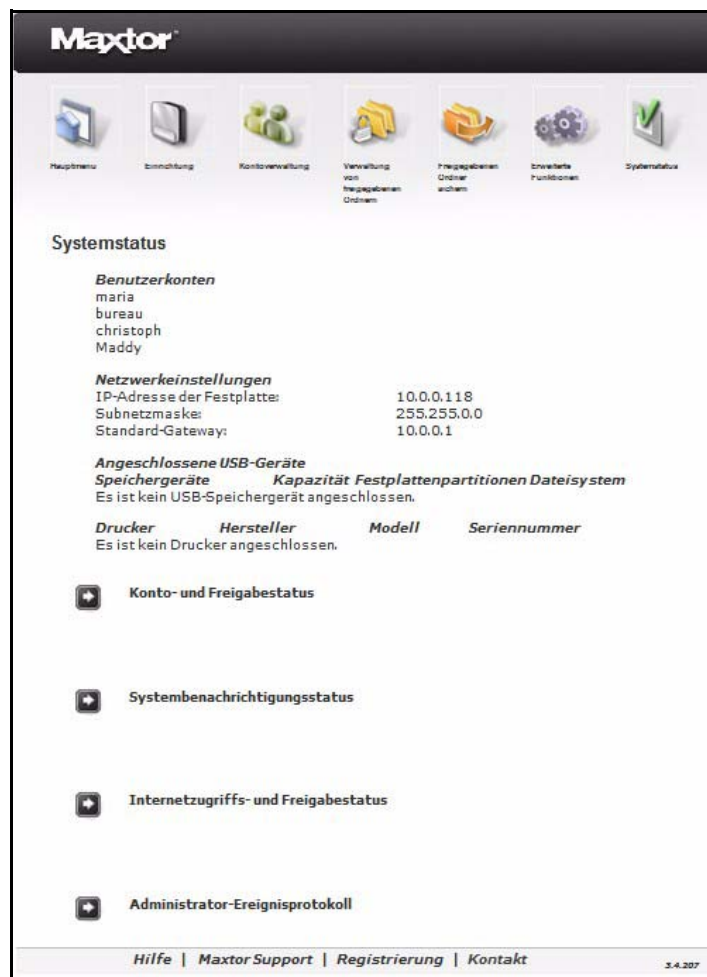 Maxtor
Hauptmenu
Einrichtung
Kontoverwaltung
Verwaltung
von
freigegebenen
Ordnern
Freigegebenen
Ordner
sichern
Erweiterte
Funktionen
Systemstatus
Systemstatus
Benutzerkonten
maria
bureau
christoph
Maddy
Netzwerkeinstellungen
IP-Adresse der Festplatte: 10.0.0.118
Subnetzmaske: 255.255.0.0
Standard-Gateway: 10.0.0.1
Angeschlossene USB-Geräte
Speichergeräte Kapazität Festplattenpartitionen Dateisystem
Es ist kein USB-Speichergerät angeschlossen.
Drucker Hersteller Modell Seriennummer
Es ist kein Drucker angeschlossen.
Konto- und Freigabestatus
Systembenachrichtigungsstatus
Internetzugriffs- und Freigabestatus
Administrator-Ereignisprotokoll
Hilfe | Maxtor Support | Registrierung | Kontakt
3.4.207